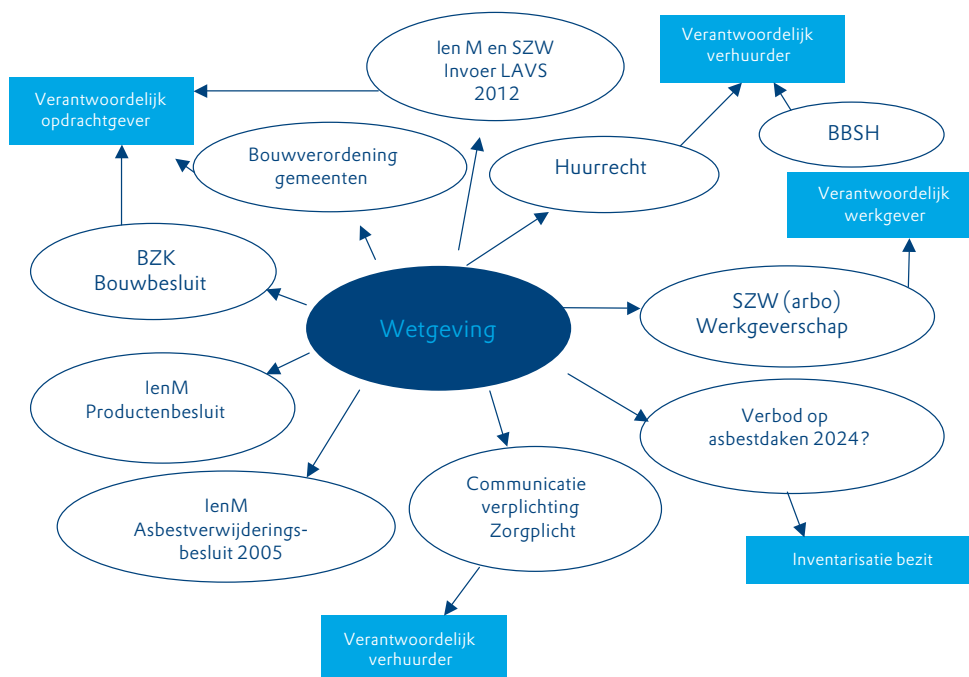 Verantwoordelijk
opdrachtgever
Ien M en SZW
Invoer LAVS
2012
Verantwoordelijk
verhuurder
BBSH
Bouwverordening
gemeenten
Huurrecht
Verantwoordelijk
werkgever
BZK
Bouwbesluit
Wetgeving
SZW (arbo)
Werkgeverschap
IenM
Productenbesluit
Verbod op
asbestdaken 2024?
IenM
Asbestverwijderings-
besluit 2005
Communicatie
verplichting
Zorgplicht
Inventarisatie bezit
Verantwoordelijk
verhuurder